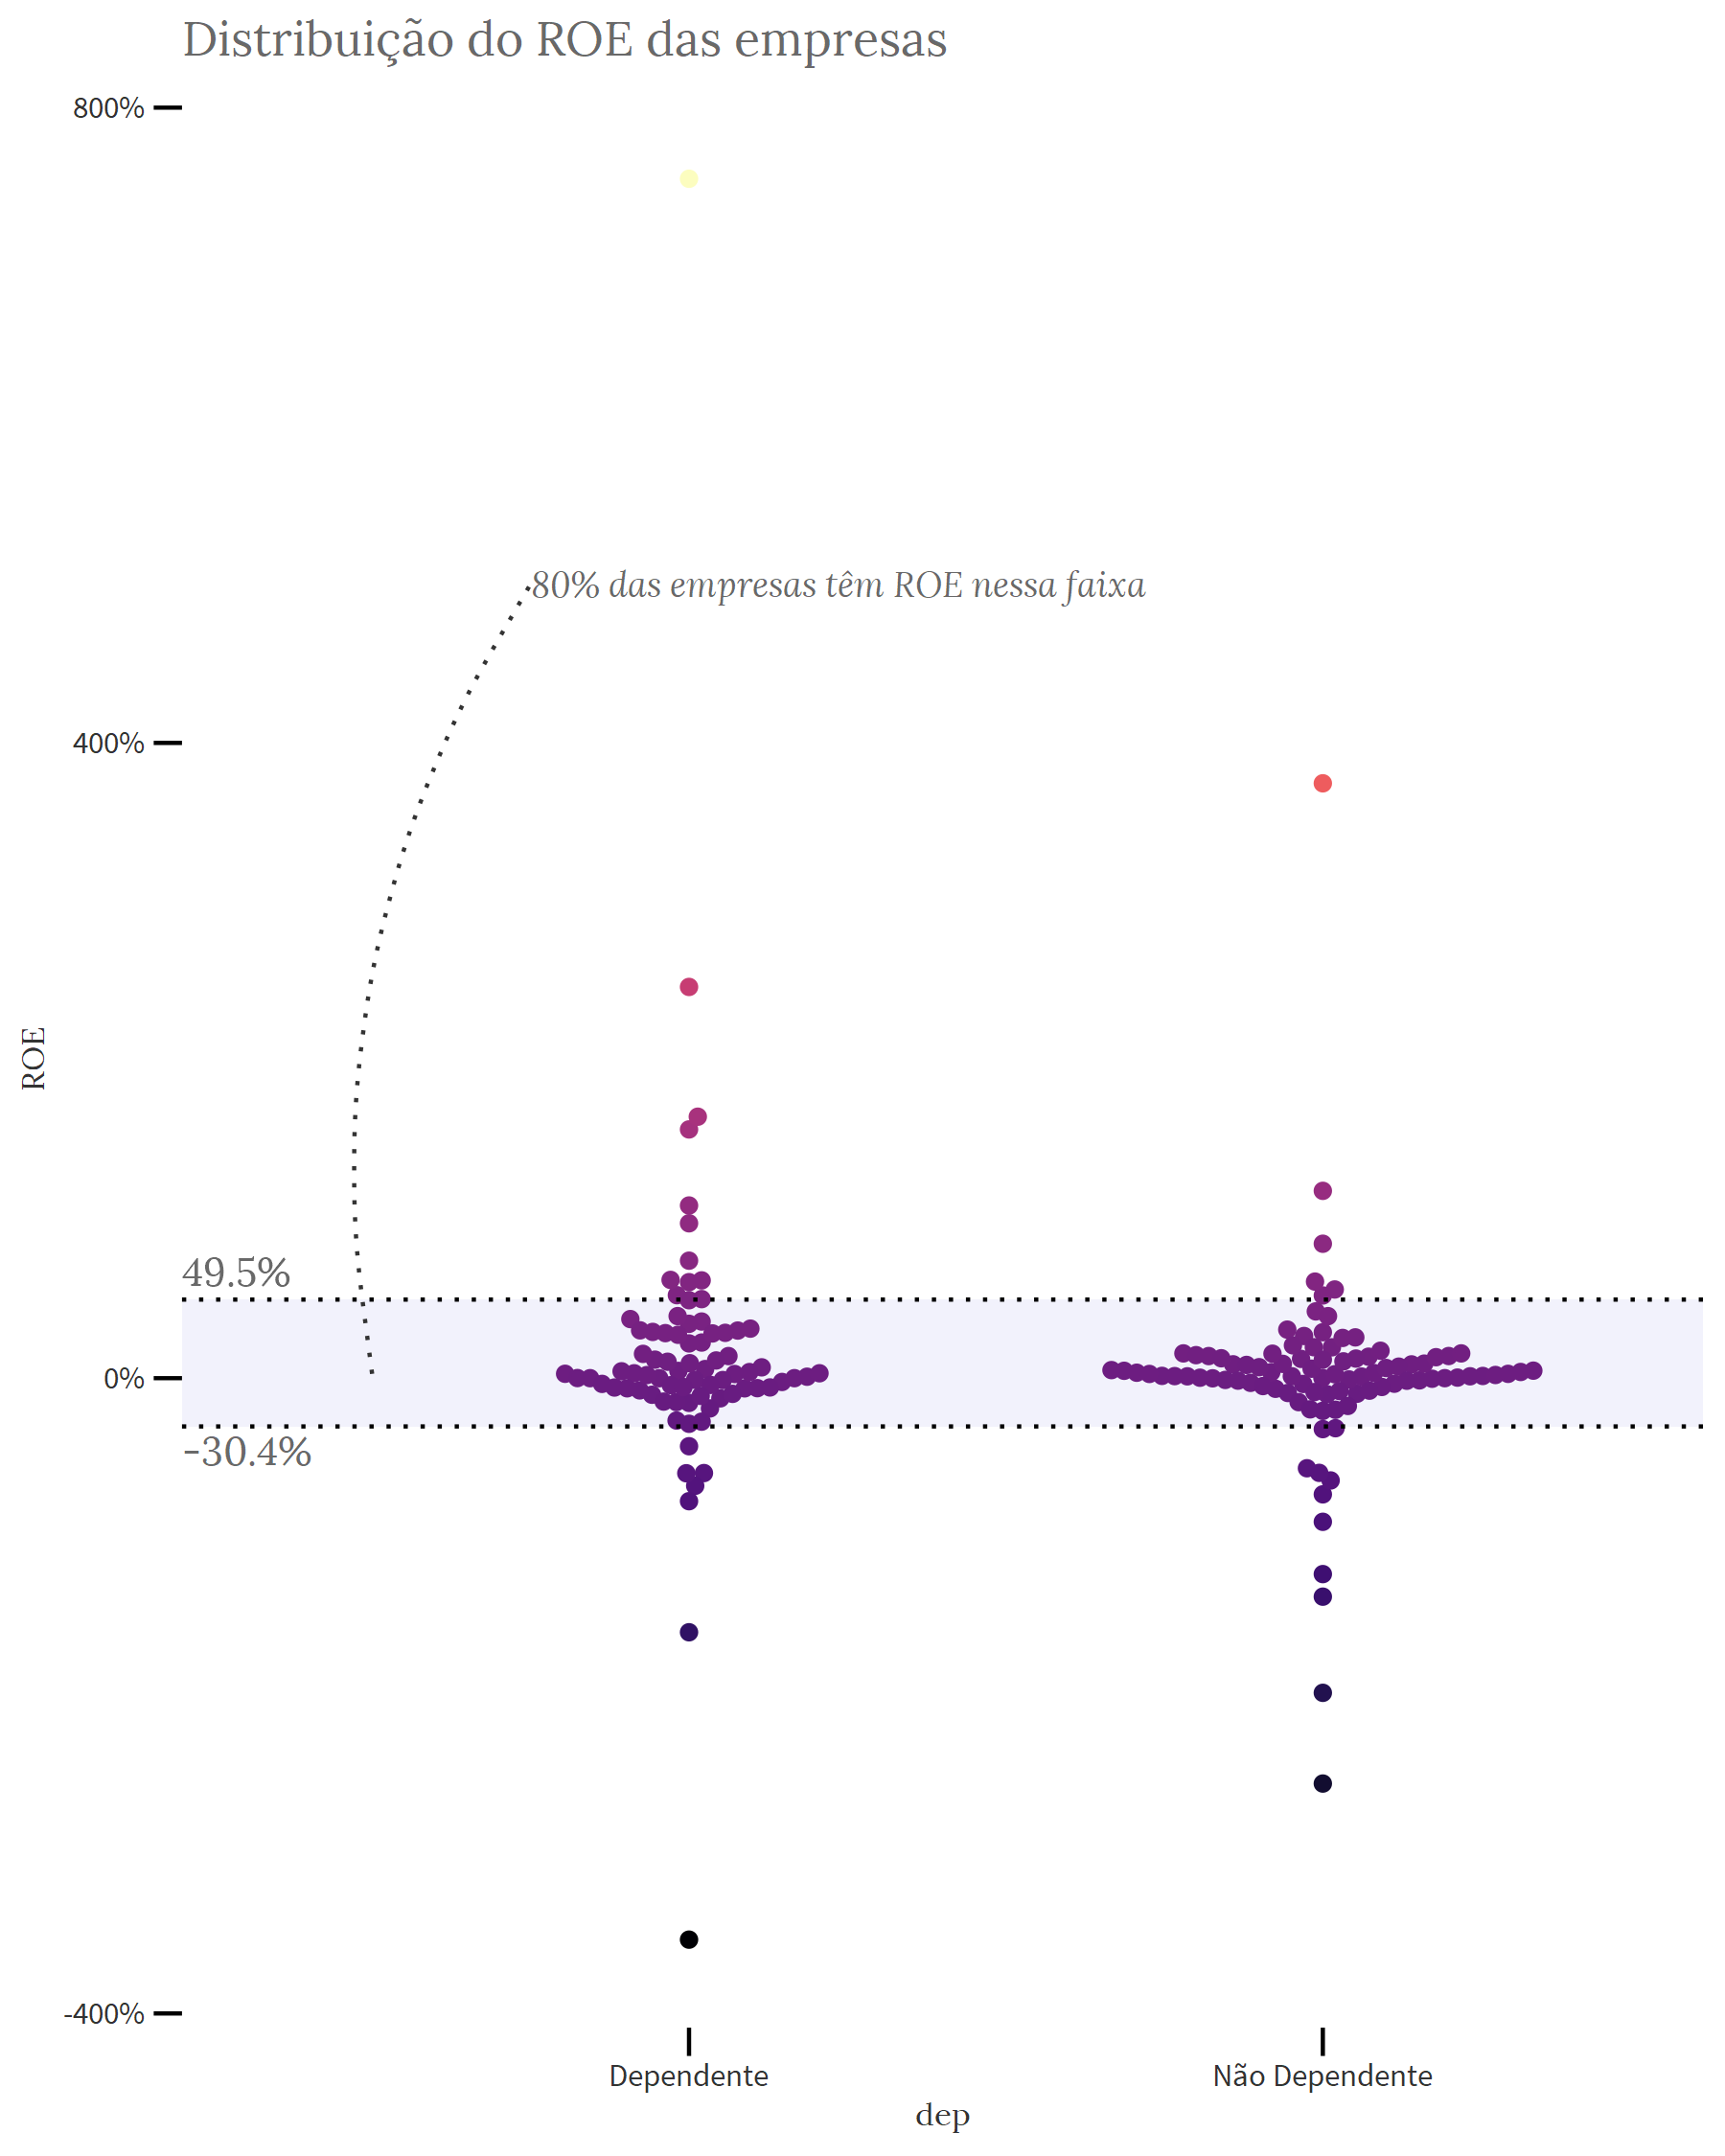 Distribuição do ROE das empresas
800%
80% das empresas têm ROE nessa faixa
400%
ROE
49.5%
0%
-30.4%
-400%
Dependente
Não Dependente
dep